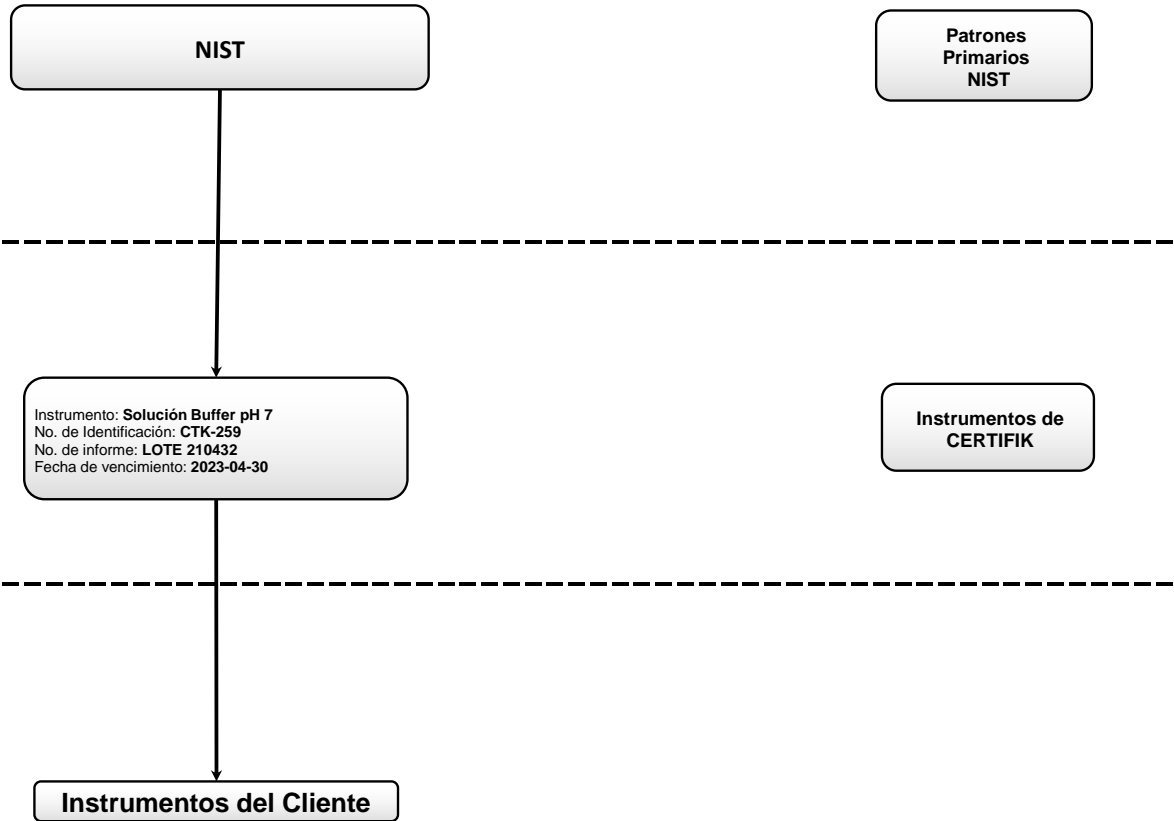 NIST
Patrones
Primarios
NIST
Instrumento: Solución Buffer pH 7
No. de Identificación: CTK-259
No. de informe: LOTE 210432
Fecha de vencimiento: 2023-04-30
Instrumentos de
CERTIFIK
Instrumentos del Cliente